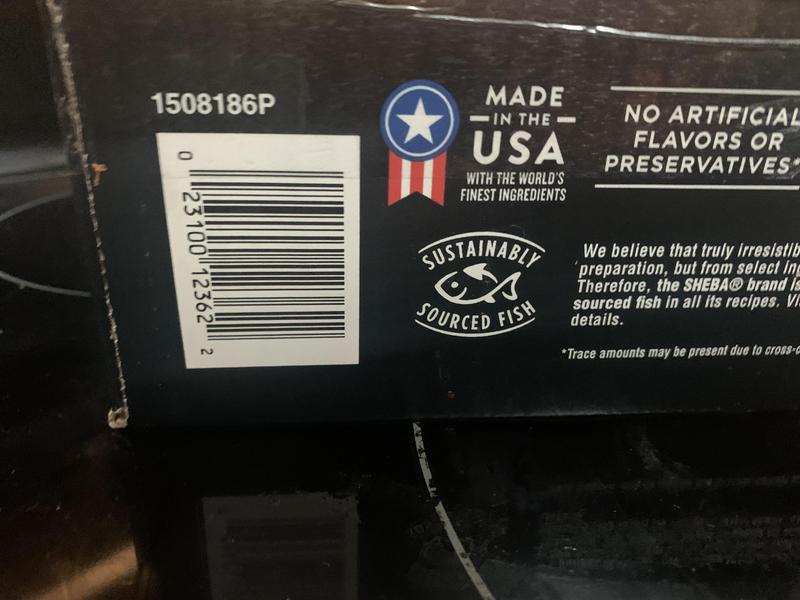 1508186P
0 23100 12362 2
MADE
IN THE
USA
WITH THE WORLD'S
FINEST INGREDIENTS
NO ARTIFICIAL
FLAVORS OR
PRESERVATIVES*
SUSTAINABLY
SOURCED FISH
We believe that truly irresistib
preparation, but from select ing
Therefore, the SHEBA® brand is
sourced fish in all its recipes. Vi
details.
*Trace amounts may be present due to cross-c